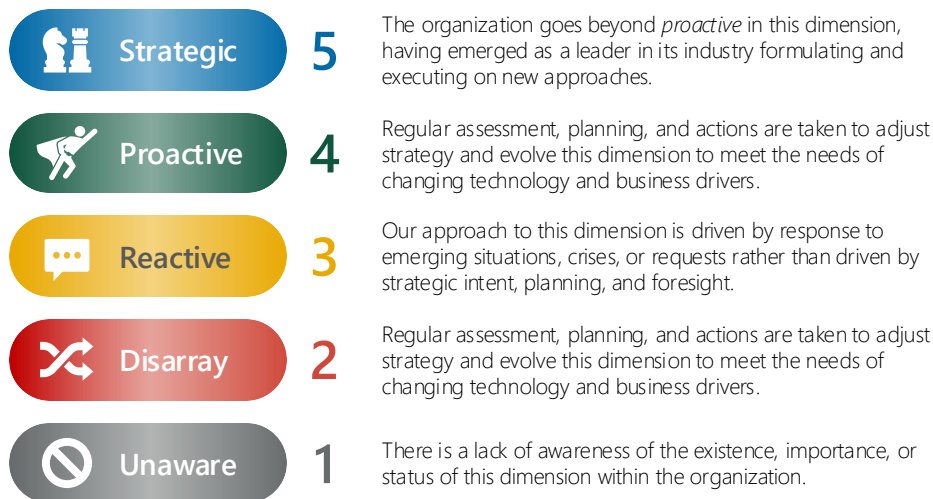 Strategic
5
The organization goes beyond proactive in this dimension,
having emerged as a leader in its industry formulating and
executing on new approaches.
Proactive
4
Regular assessment, planning, and actions are taken to adjust
strategy and evolve this dimension to meet the needs of
changing technology and business drivers.
Reactive
3
Our approach to this dimension is driven by response to
emerging situations, crises, or requests rather than driven by
strategic intent, planning, and foresight.
Disarray
2
Regular assessment, planning, and actions are taken to adjust
strategy and evolve this dimension to meet the needs of
changing technology and business drivers.
Unaware
1
There is a lack of awareness of the existence, importance, or
status of this dimension within the organization.